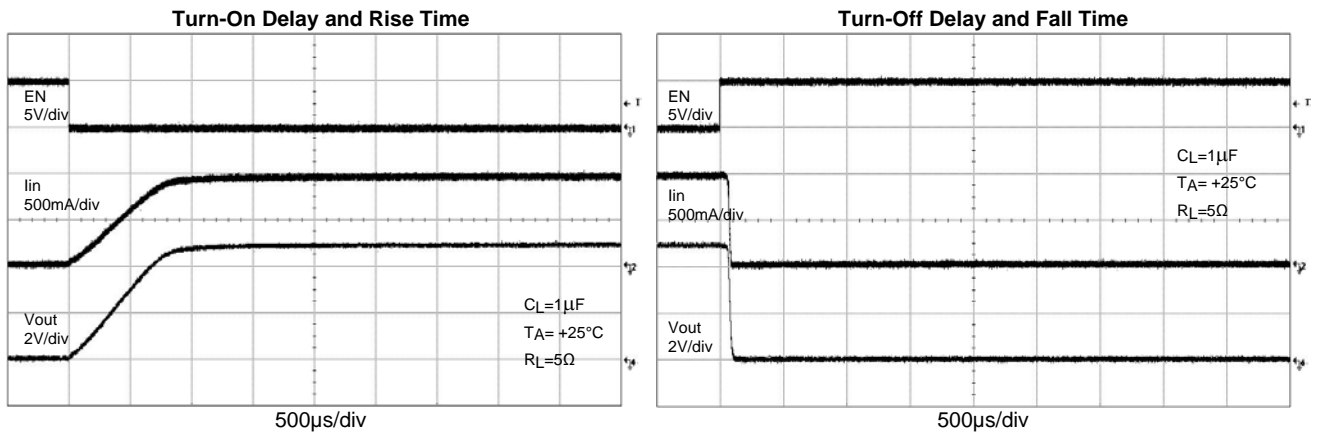 Turn-On Delay and Rise Time
EN
5V/div
Iin
500mA/div
Vout
2V/div
CL=1µF
TA= +25°C
RL=5Ω
500µs/div
Turn-Off Delay and Fall Time
EN
5V/div
Iin
500mA/div
Vout
2V/div
CL=1µF
TA= +25°C
RL=5Ω
500µs/div